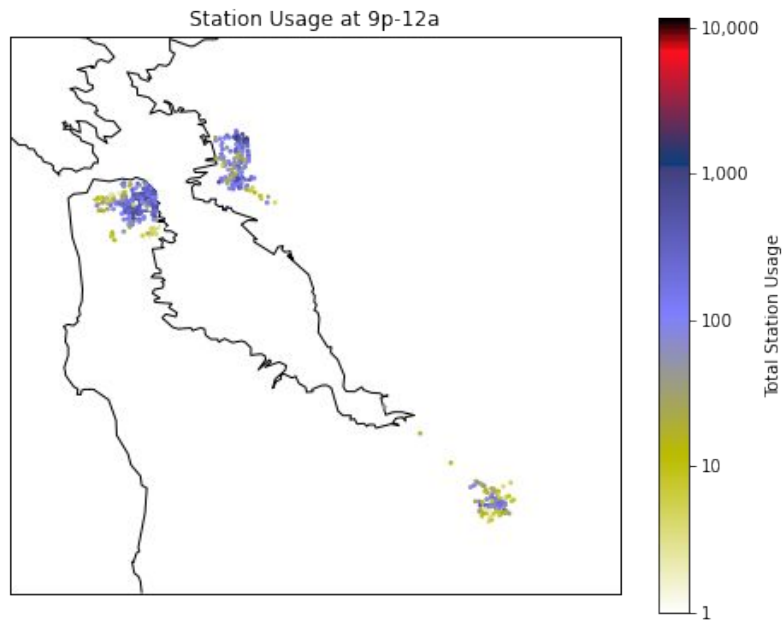 Station Usage at 9p-12a
10,000
1,000
100
10
1
Total Station Usage